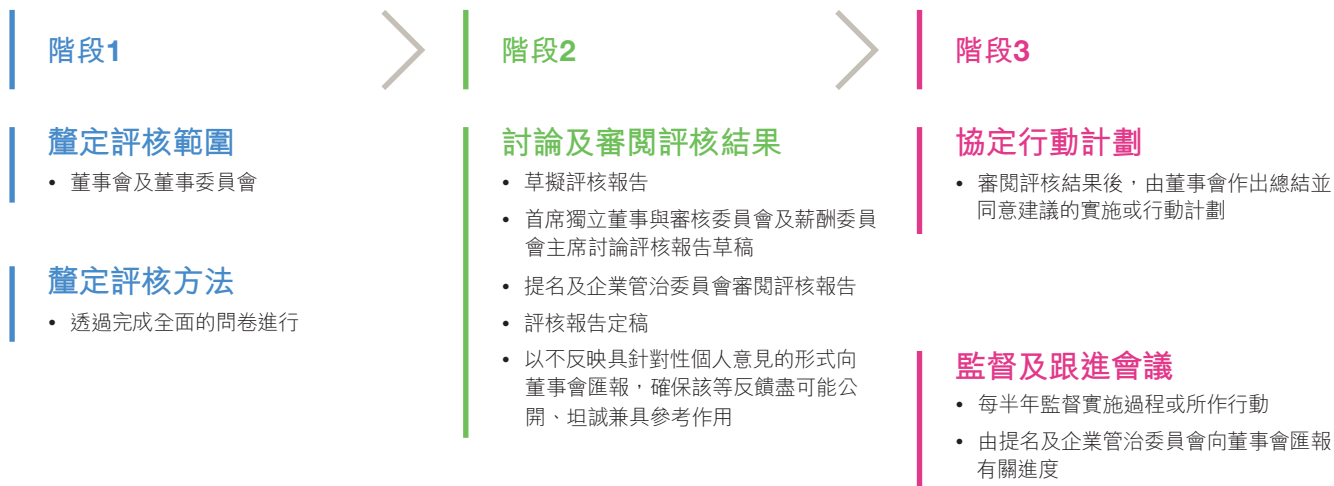 階段1
釐定評核範圍
• 董事會及董事委員會
釐定評核方法
• 透過完成全面的問卷進行
階段2
討論及審閱評核結果
• 草擬評核報告
• 首席獨立董事與審核委員會及薪酬委員
會主席討論評核報告草稿
• 提名及企業管治委員會審閱評核報告
• 評核報告定稿
• 以不反映具針對性個人意見的形式向
董事會匯報，確保該等反饋盡可能公
開、坦誠兼具參考作用
階段3
協定行動計劃
• 審閱評核結果後，由董事會作出總結並
同意建議的實施或行動計劃
監督及跟進會議
• 每半年監督實施過程或所作行動
• 由提名及企業管治委員會向董事會匯報
有關進度